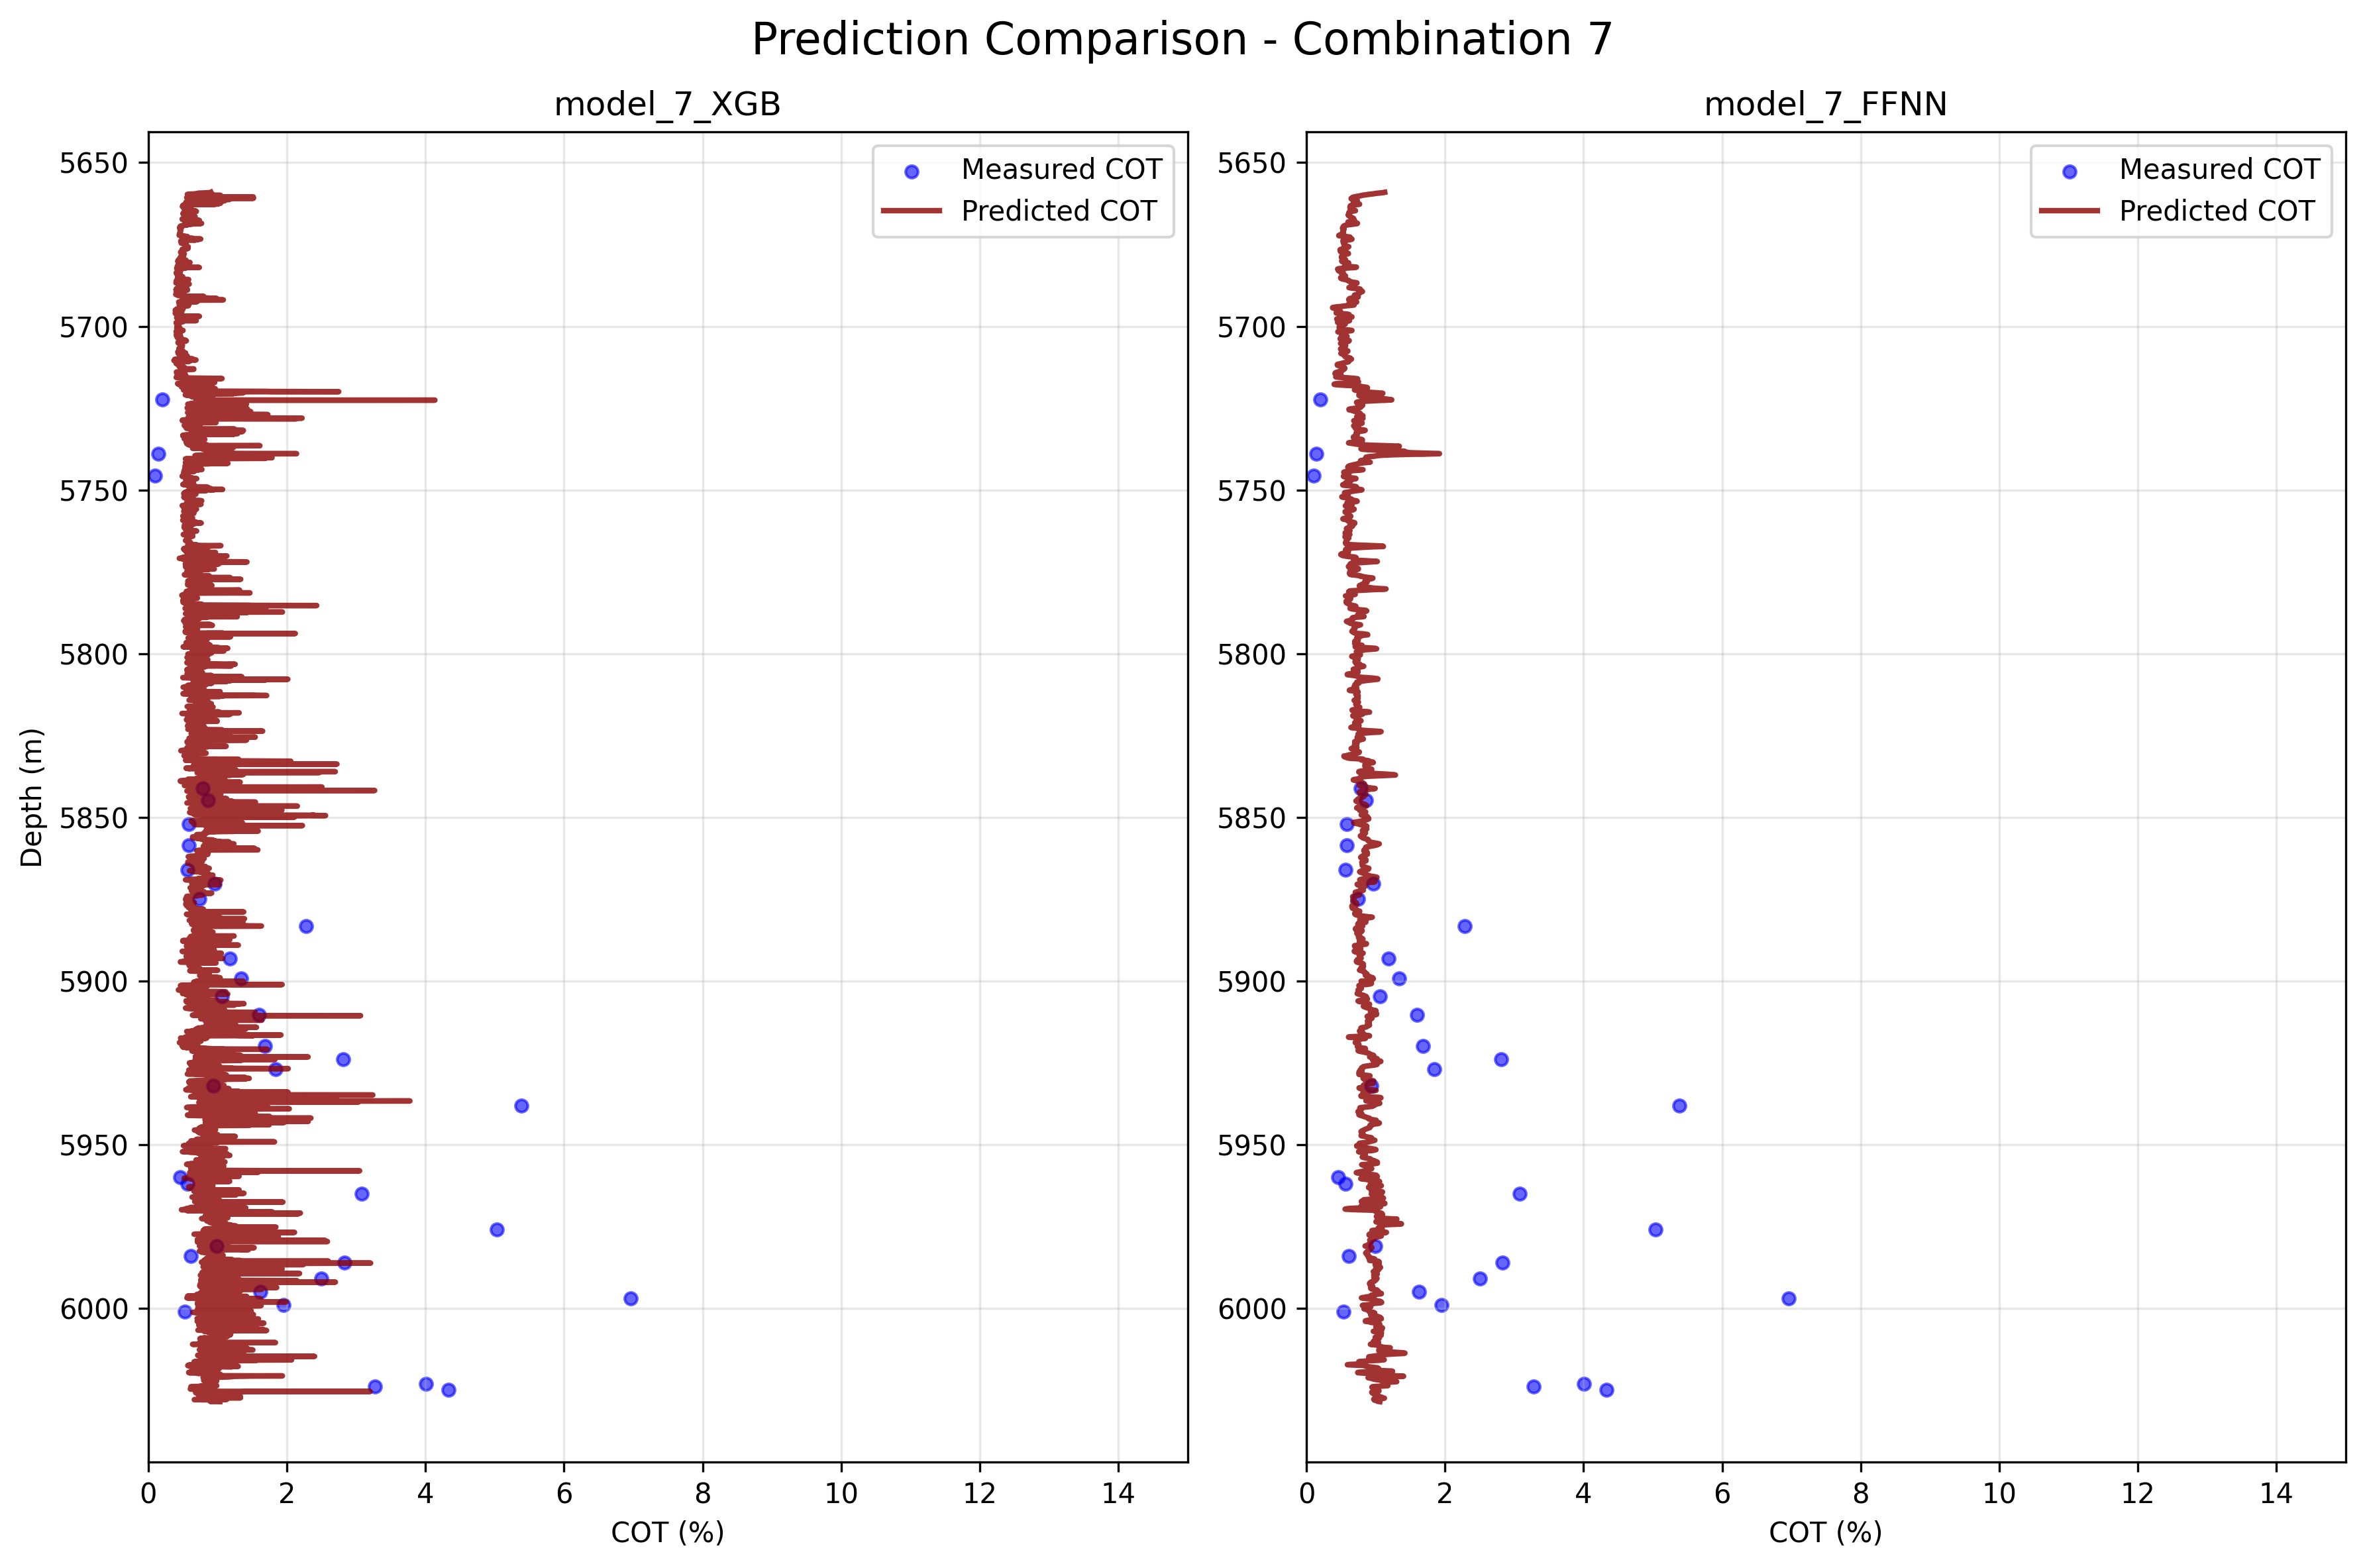 Prediction Comparison - Combination 7
model_7_XGB
Measured COT
Predicted COT
5650
5700
5750
5800
5850
5900
5950
6000
Depth (m)
0 2 4 6 8 10 12 14
COT (%)
model_7_FFNN
Measured COT
Predicted COT
5650
5700
5750
5800
5850
5900
5950
6000
0 2 4 6 8 10 12 14
COT (%)